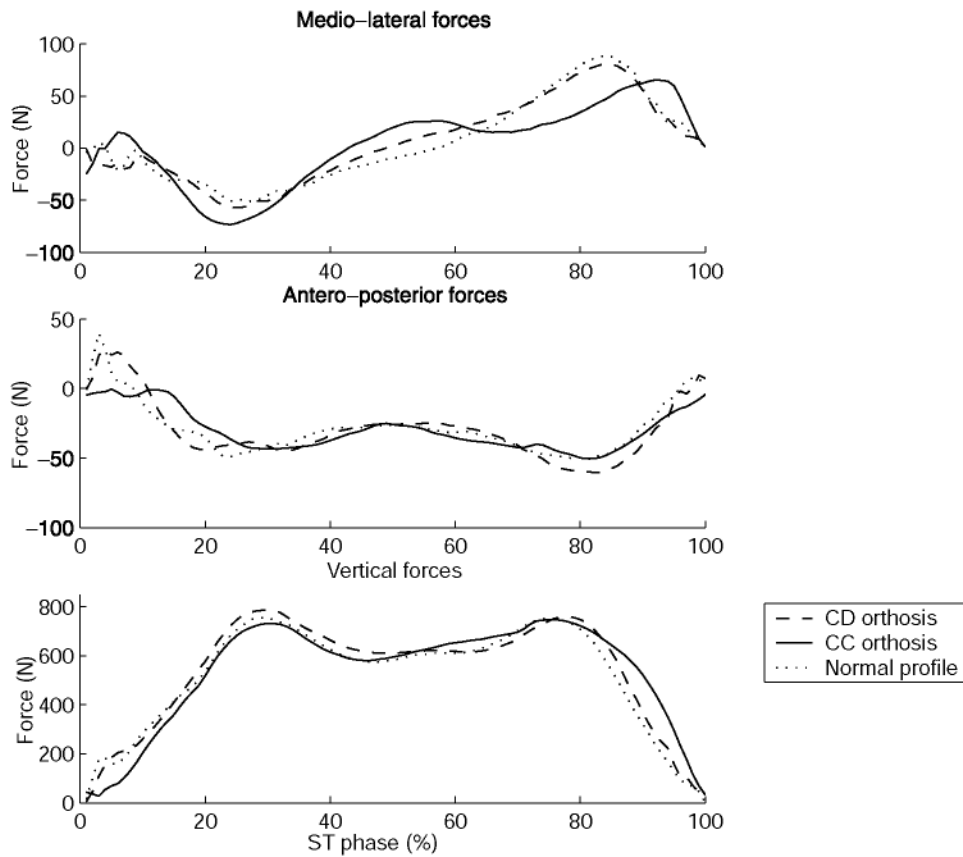 Medio−lateral forces
100
50
0
−50
−100
Force (N)
0 20 40 60 80 100
Antero−posterior forces
50
0
−50
−100
Force (N)
0 20 40 60 80 100
Vertical forces
800
600
400
200
0
Force (N)
0 20 40 60 80 100
ST phase (%)
CD orthosis
CC orthosis
Normal profile